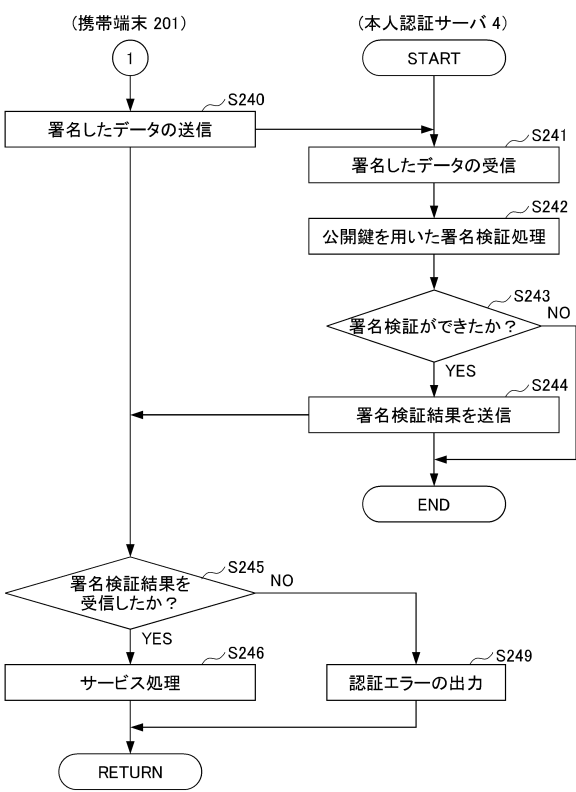 (携帯端末 201)
(本人認証サーバ 4)
1
START
S240
署名したデータの送信
S241
署名したデータの受信
S242
公開鍵を用いた署名検証処理
S243
署名検証ができたか？
NO
YES
S244
署名検証結果を送信
END
S245
署名検証結果を
受信したか？
NO
YES
S246
サービス処理
S249
認証エラーの出力
RETURN